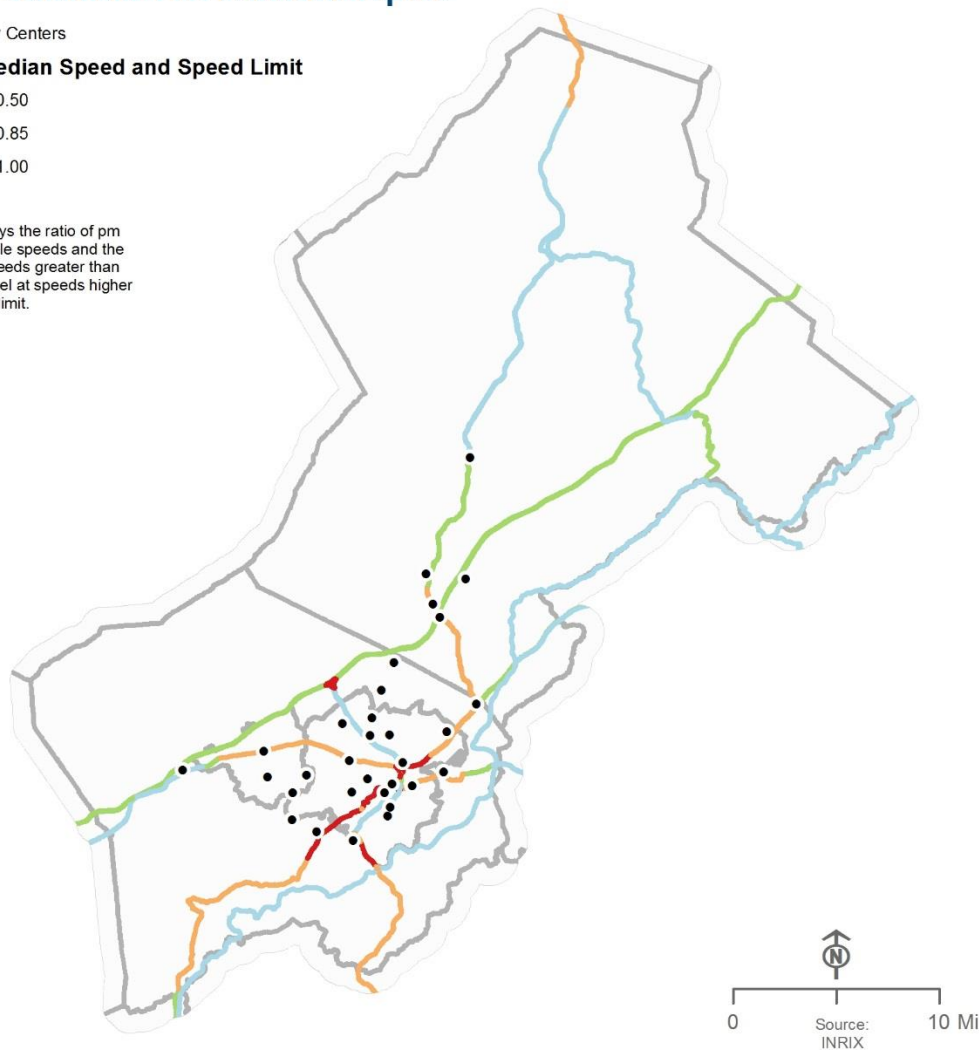 Centers
edian Speed and Speed Limit
0.50
0.85
1.00
ys the ratio of pm
le speeds and the
eeds greater than
el at speeds higher
imit.
N
0
10 Mi
Source:
INRIX